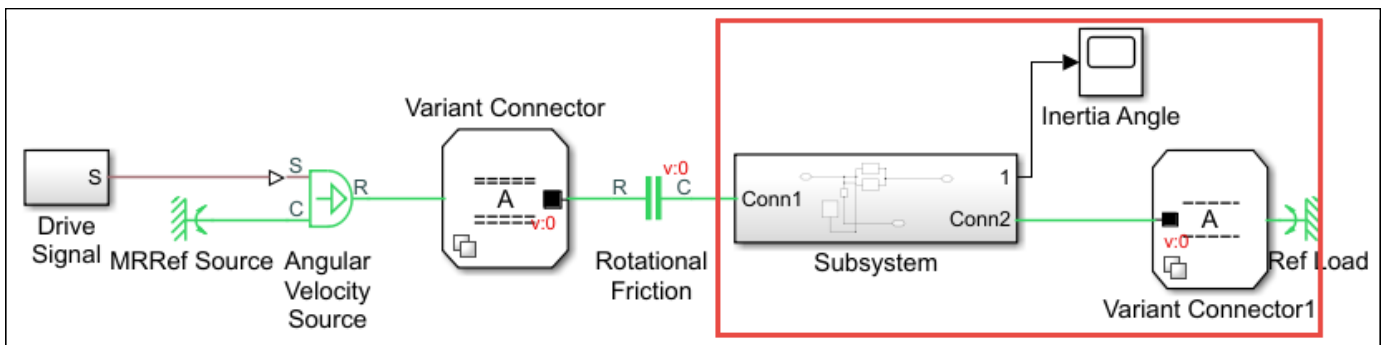 Variant Connector
A
v:0
S
Drive
Signal
S
C
R
MRRef Source
Angular
Velocity
Source
R
v:0
C
Rotational
Friction
Conn1
1
Conn2
Subsystem
Inertia Angle
A
v:0
Ref Load
Variant Connector1